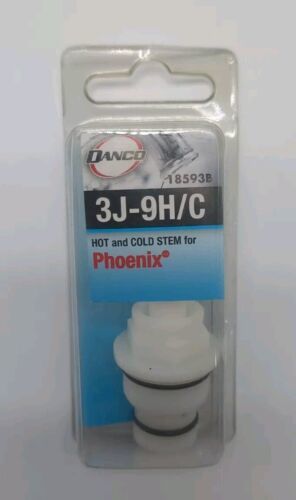 DANCO
18593B
3J-9H/C
HOT and COLD STEM for
Phoenix®